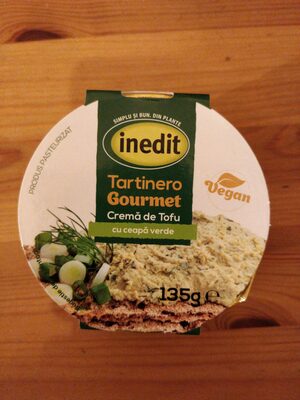 SIMPLU ȘI BUN. DIN PLANTE
inedit
PRODUS PASTEURIZAT
Tartinero
Gourmet
Cremă de Tofu
cu ceapă verde
Vegan
135g e